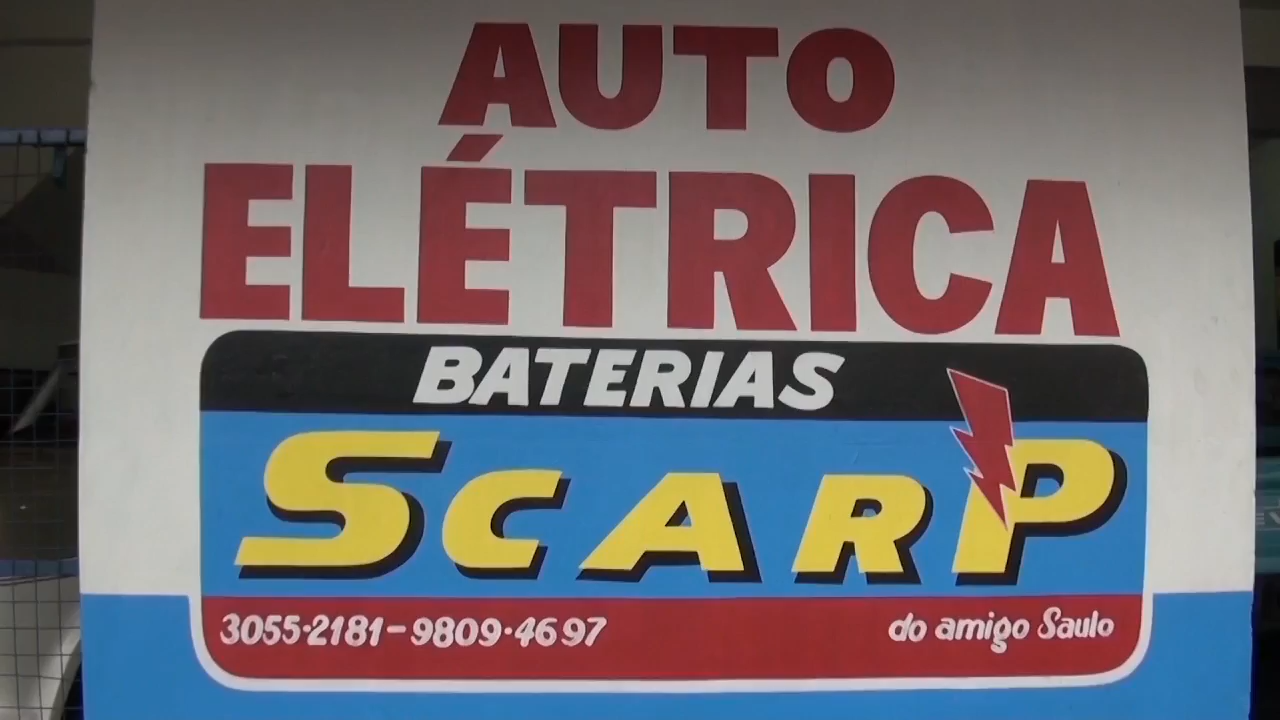 AUTO
ELÉTRICA
BATERIAS
SCARP
3055·2181-9809·4697
do amigo Saulo